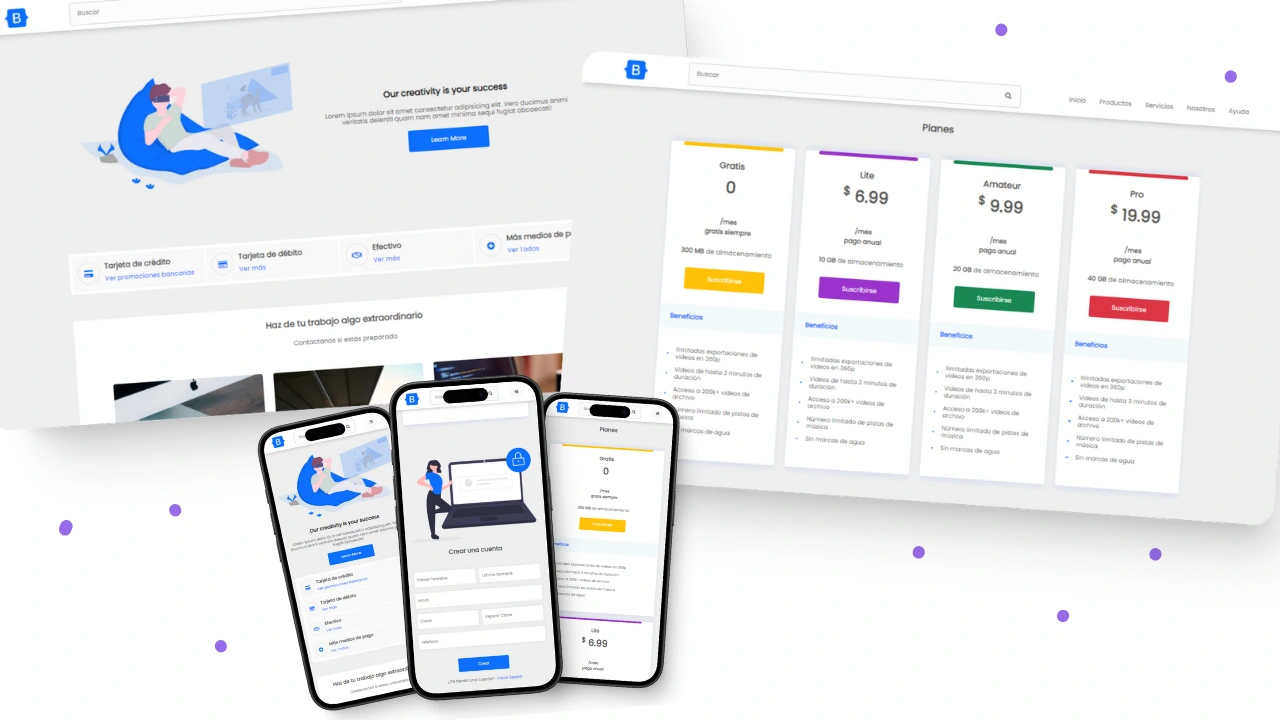 B
Buscar
Our creativity is your success
Lorem ipsum dolor sit amet consectetur adipisicing elit. Vero ducimus animi
veritatis deleniti quam nam amet minima sequi fugiat obcaecati!
Learn More
Tarjeta de crédito
Ver promociones bancarias
Tarjeta de débito
Ver más
Efectivo
Ver más
Más medios de p
Ver Todos
Haz de tu trabajo algo extraordinario
Contactanos si estás preparado
B
Buscar
Inicio
Productos
Servicios
Nosotros
Ayuda
Planes
Gratis
0
/mes
gratis siempre
300 MB de almacenamiento
Suscribirse
Beneficios
Ilimitadas exportaciones de
videos en 360p
Videos de hasta 3 minutos de
duración
Acceso a 200k+ videos de
archivo
úmero limitado de pistas de
música
marcas de agua
Lite
$ 6.99
/mes
pago anual
10 GB de almacenamiento
Suscribirse
Beneficios
Ilimitadas exportaciones de
videos en 360p
Videos de hasta 3 minutos de
duración
Acceso a 200k+ videos de
archivo
Número limitado de pistas de
música
Sin marcas de agua
Amateur
$ 9.99
/mes
pago anual
20 GB de almacenamiento
Suscribirse
Beneficios
Ilimitadas exportaciones de
videos en 360p
Videos de hasta 3 minutos de
duración
Acceso a 200k+ videos de
archivo
Número limitado de pistas de
música
Sin marcas de agua
Pro
$ 19.99
/mes
pago anual
40 GB de almacenamiento
Suscribirse
Beneficios
Ilimitadas exportaciones de
videos en 360p
Videos de hasta 3 minutos de
duración
Acceso a 200k+ videos de
archivo
Número limitado de pistas de
música
Sin marcas de agua
B
Our creativity is your success
Learn More
Tarjeta de crédito
Ver promociones bancarias
Tarjeta de débito
Ver más
Efectivo
Ver más
Más medios de pago
Ver Todos
Haz de tu trabajo algo extraord
Contactanos si estás prepara
B
Crear una cuenta
Primer Nombre
Ultimo Nombre
Email
Clave
Repetir Clave
Telefono
Crear
¿Ya tienes una cuenta? Inicia Sesion
B
Planes
Gratis
0
/mes
gratis siempre
300 MB de almacenamiento
Suscribirse
Lite
$ 6.99
/mes
pago anual